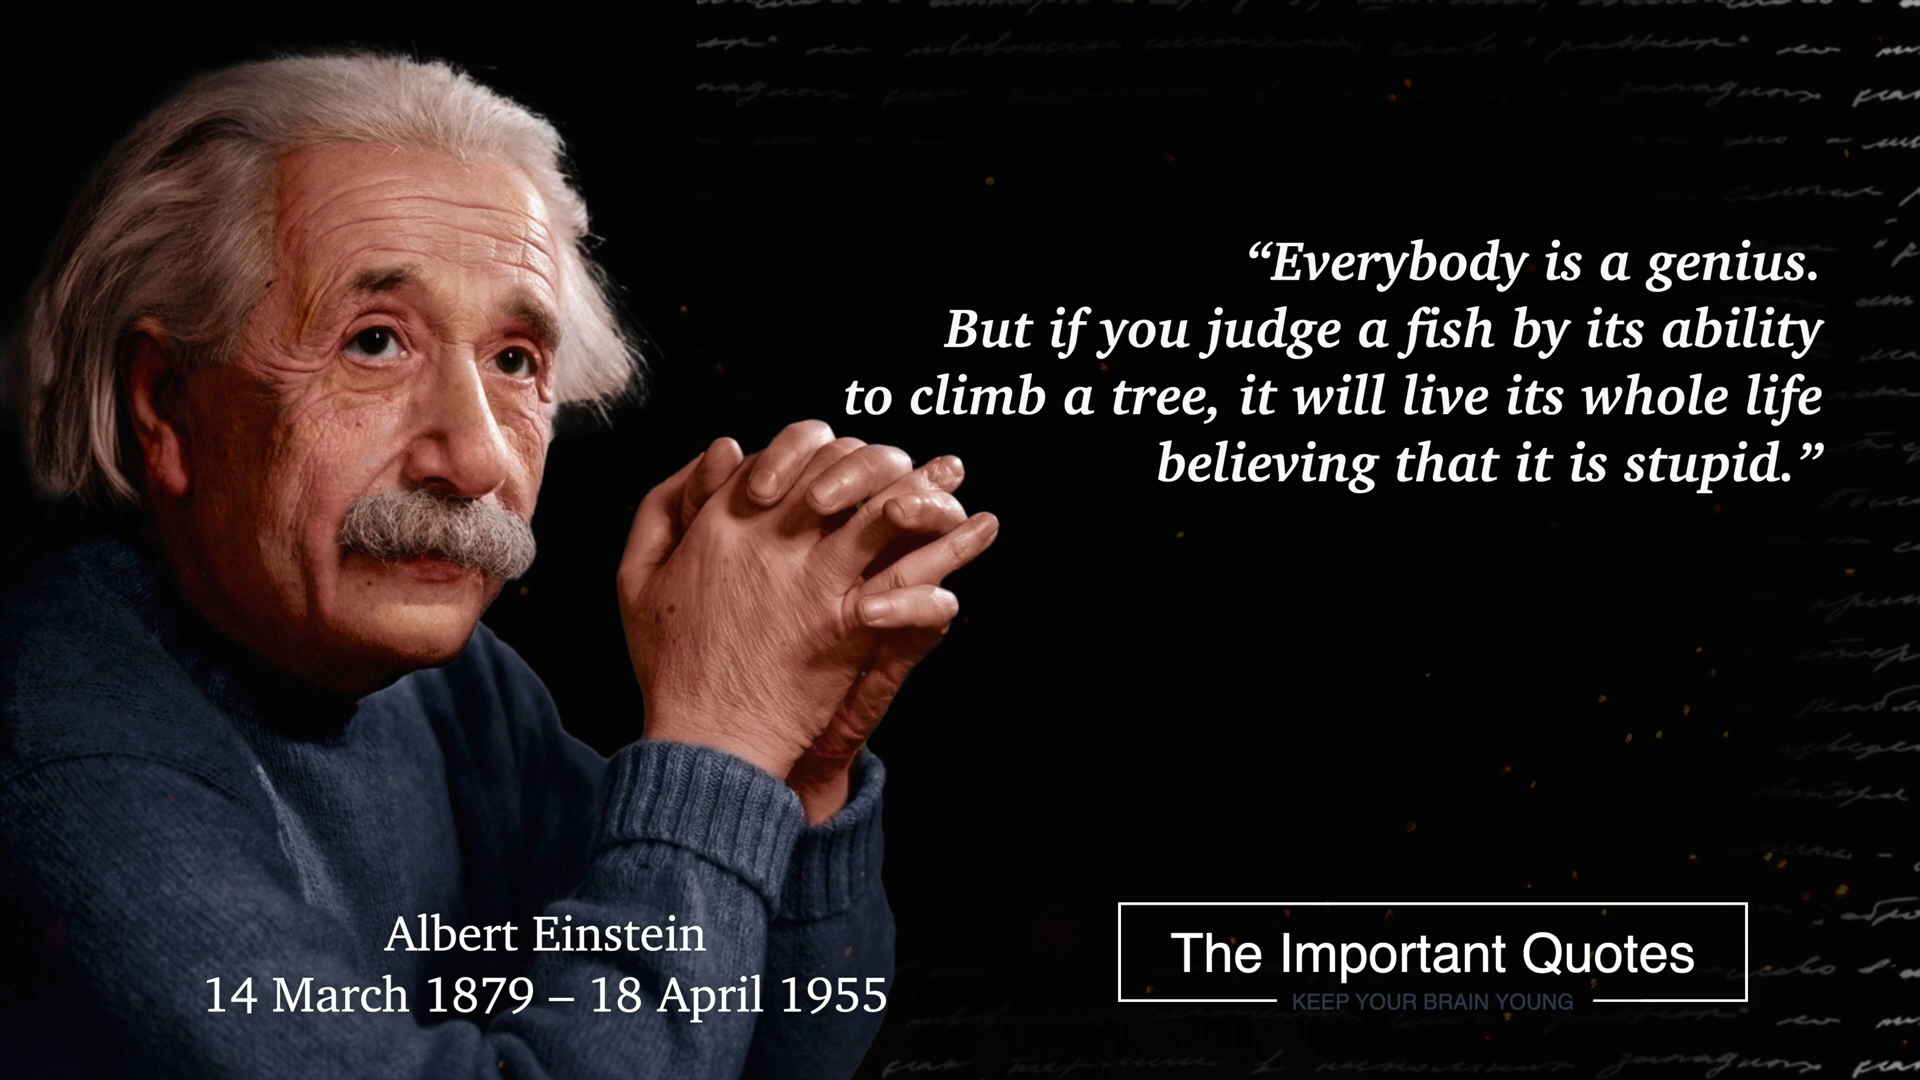 “Everybody is a genius.
But if you judge a fish by its ability
to climb a tree, it will live its whole life
believing that it is stupid.”
Albert Einstein
14 March 1879 – 18 April 1955
The Important Quotes
KEEP YOUR BRAIN YOUNG